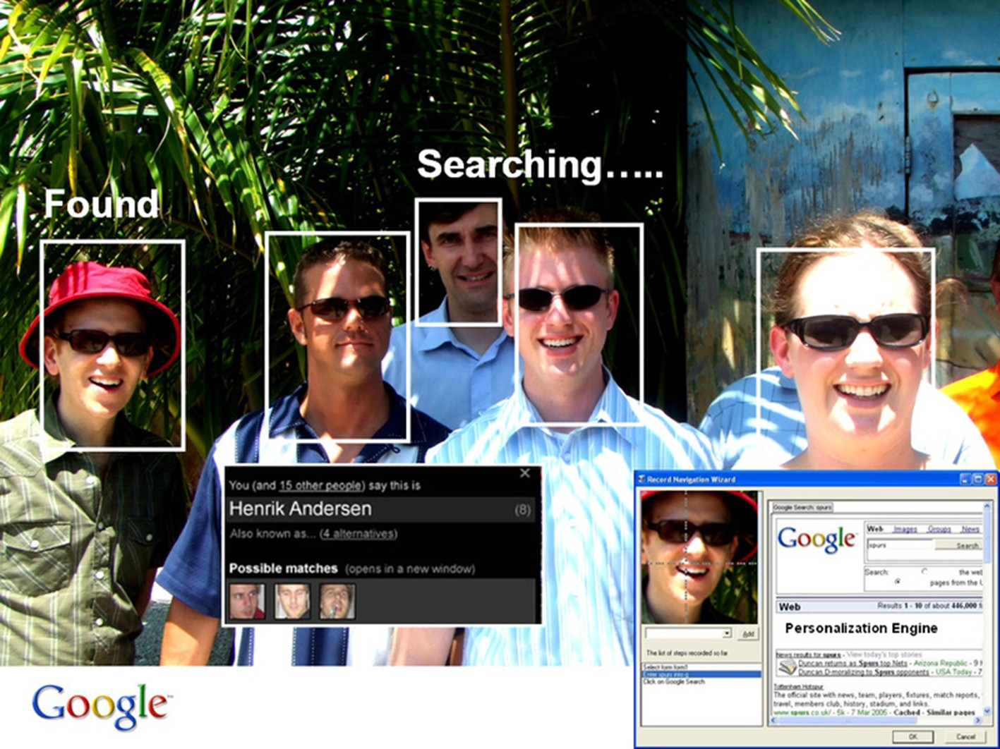 Searching.....
Found
You (and 15 other people) say this is
Henrik Andersen (8)
Also known as... (4 alternatives)
Possible matches (opens in a new window)
Record Navigation Wizard
Add
The list of steps recorded so far
Select form form1
Enter spurs into q
Click on Google Search
Google Search: spurs
Google
Web Images Groups News
spurs
Search
Search: the web
pages from the U
Web Results 1 - 10 of about 446,000 f
Personalization Engine
News results for spurs - View today's top stories
Duncan returns as Spurs top Nets - Arizona Republic - 9 h
Duncan D-moralizing to Spurs opponents - USA Today - 7
Tottenham Hotspur
The official site with news, team, players, fixtures, match reports,
travel, members club, history, stadium, and links.
www.spurs.co.uk/ - 5k - 7 Mar 2005 - Cached - Similar pages
OK Cancel
Google™